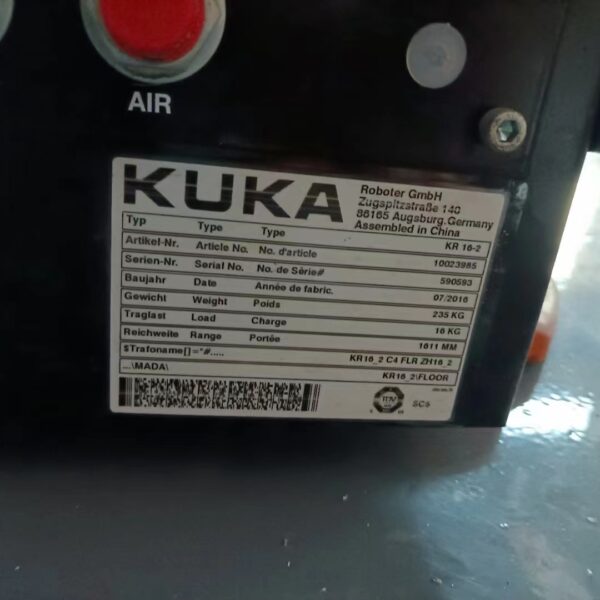 AIR
KUKA
Roboter GmbH
Zugspitzstraße 140
86165 Augsburg.Germany
Assembled in China
Typ Type Type KR 16-2
Artikel-Nr. Article No. No. d'article 10023985
Serien-Nr. Serial No. No. de Série# 590593
Baujahr Date Année de fabric. 07/2016
Gewicht Weight Poids 235 KG
Traglast Load Charge 16 KG
Reichweite Range Portée 1611 MM
$Trafoname[]="#..... KR16_2 C4 FLR ZH16_2
...\MADA\ KR16_2\FLOOR
TÜV
SC6